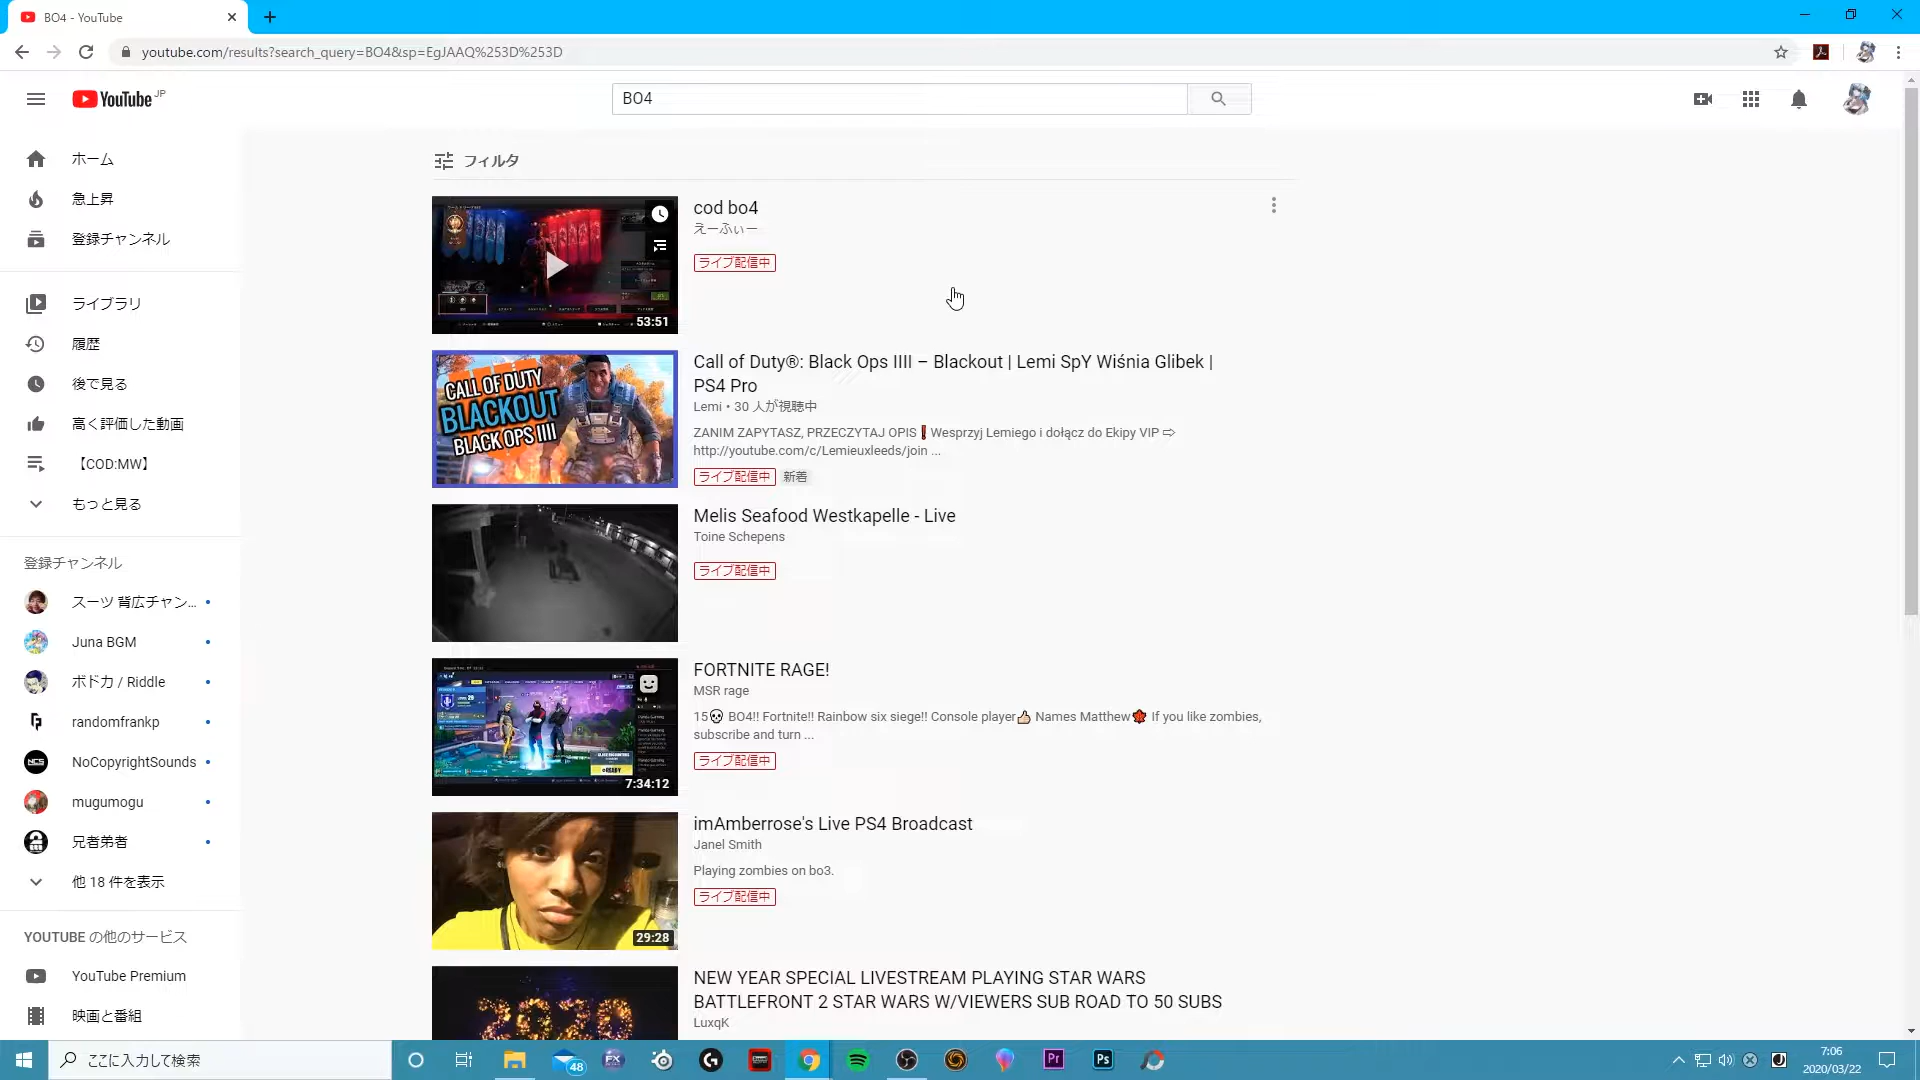 BO4 - YouTube
youtube.com/results?search_query=BO4&sp=EgJAAQ%253D%253D
YouTube JP
BO4
ホーム
急上昇
登録チャンネル
ライブラリ
履歴
後で見る
高く評価した動画
【COD:MW】
もっと見る
登録チャンネル
スーツ 背広チャン...
Juna BGM
ボドカ / Riddle
randomfrankp
NoCopyrightSounds
mugumogu
兄者弟者
他 18 件を表示
YOUTUBE の他のサービス
YouTube Premium
映画と番組
フィルタ
53:51
cod bo4
えーふぃー
ライブ配信中
CALL OF DUTY
BLACKOUT
BLACK OPS IIII
Call of Duty®: Black Ops IIII – Blackout | Lemi SpY Wiśnia Glibek |
PS4 Pro
Lemi • 30 人が視聴中
ZANIM ZAPYTASZ, PRZECZYTAJ OPIS❗Wesprzyj Lemiego i dołącz do Ekipy VIP ⇨
http://youtube.com/c/Lemieuxleeds/join ...
ライブ配信中 新着
Melis Seafood Westkapelle - Live
Toine Schepens
ライブ配信中
7:34:12
FORTNITE RAGE!
MSR rage
15💀 BO4!! Fortnite!! Rainbow six siege!! Console player👍 Names Matthew🍁 If you like zombies,
subscribe and turn ...
ライブ配信中
29:28
imAmberrose's Live PS4 Broadcast
Janel Smith
Playing zombies on bo3.
ライブ配信中
2020
NEW YEAR SPECIAL LIVESTREAM PLAYING STAR WARS
BATTLEFRONT 2 STAR WARS W/VIEWERS SUB ROAD TO 50 SUBS
LuxqK
ここに入力して検索
48
FX
Pr
Ps
7:06
2020/03/22